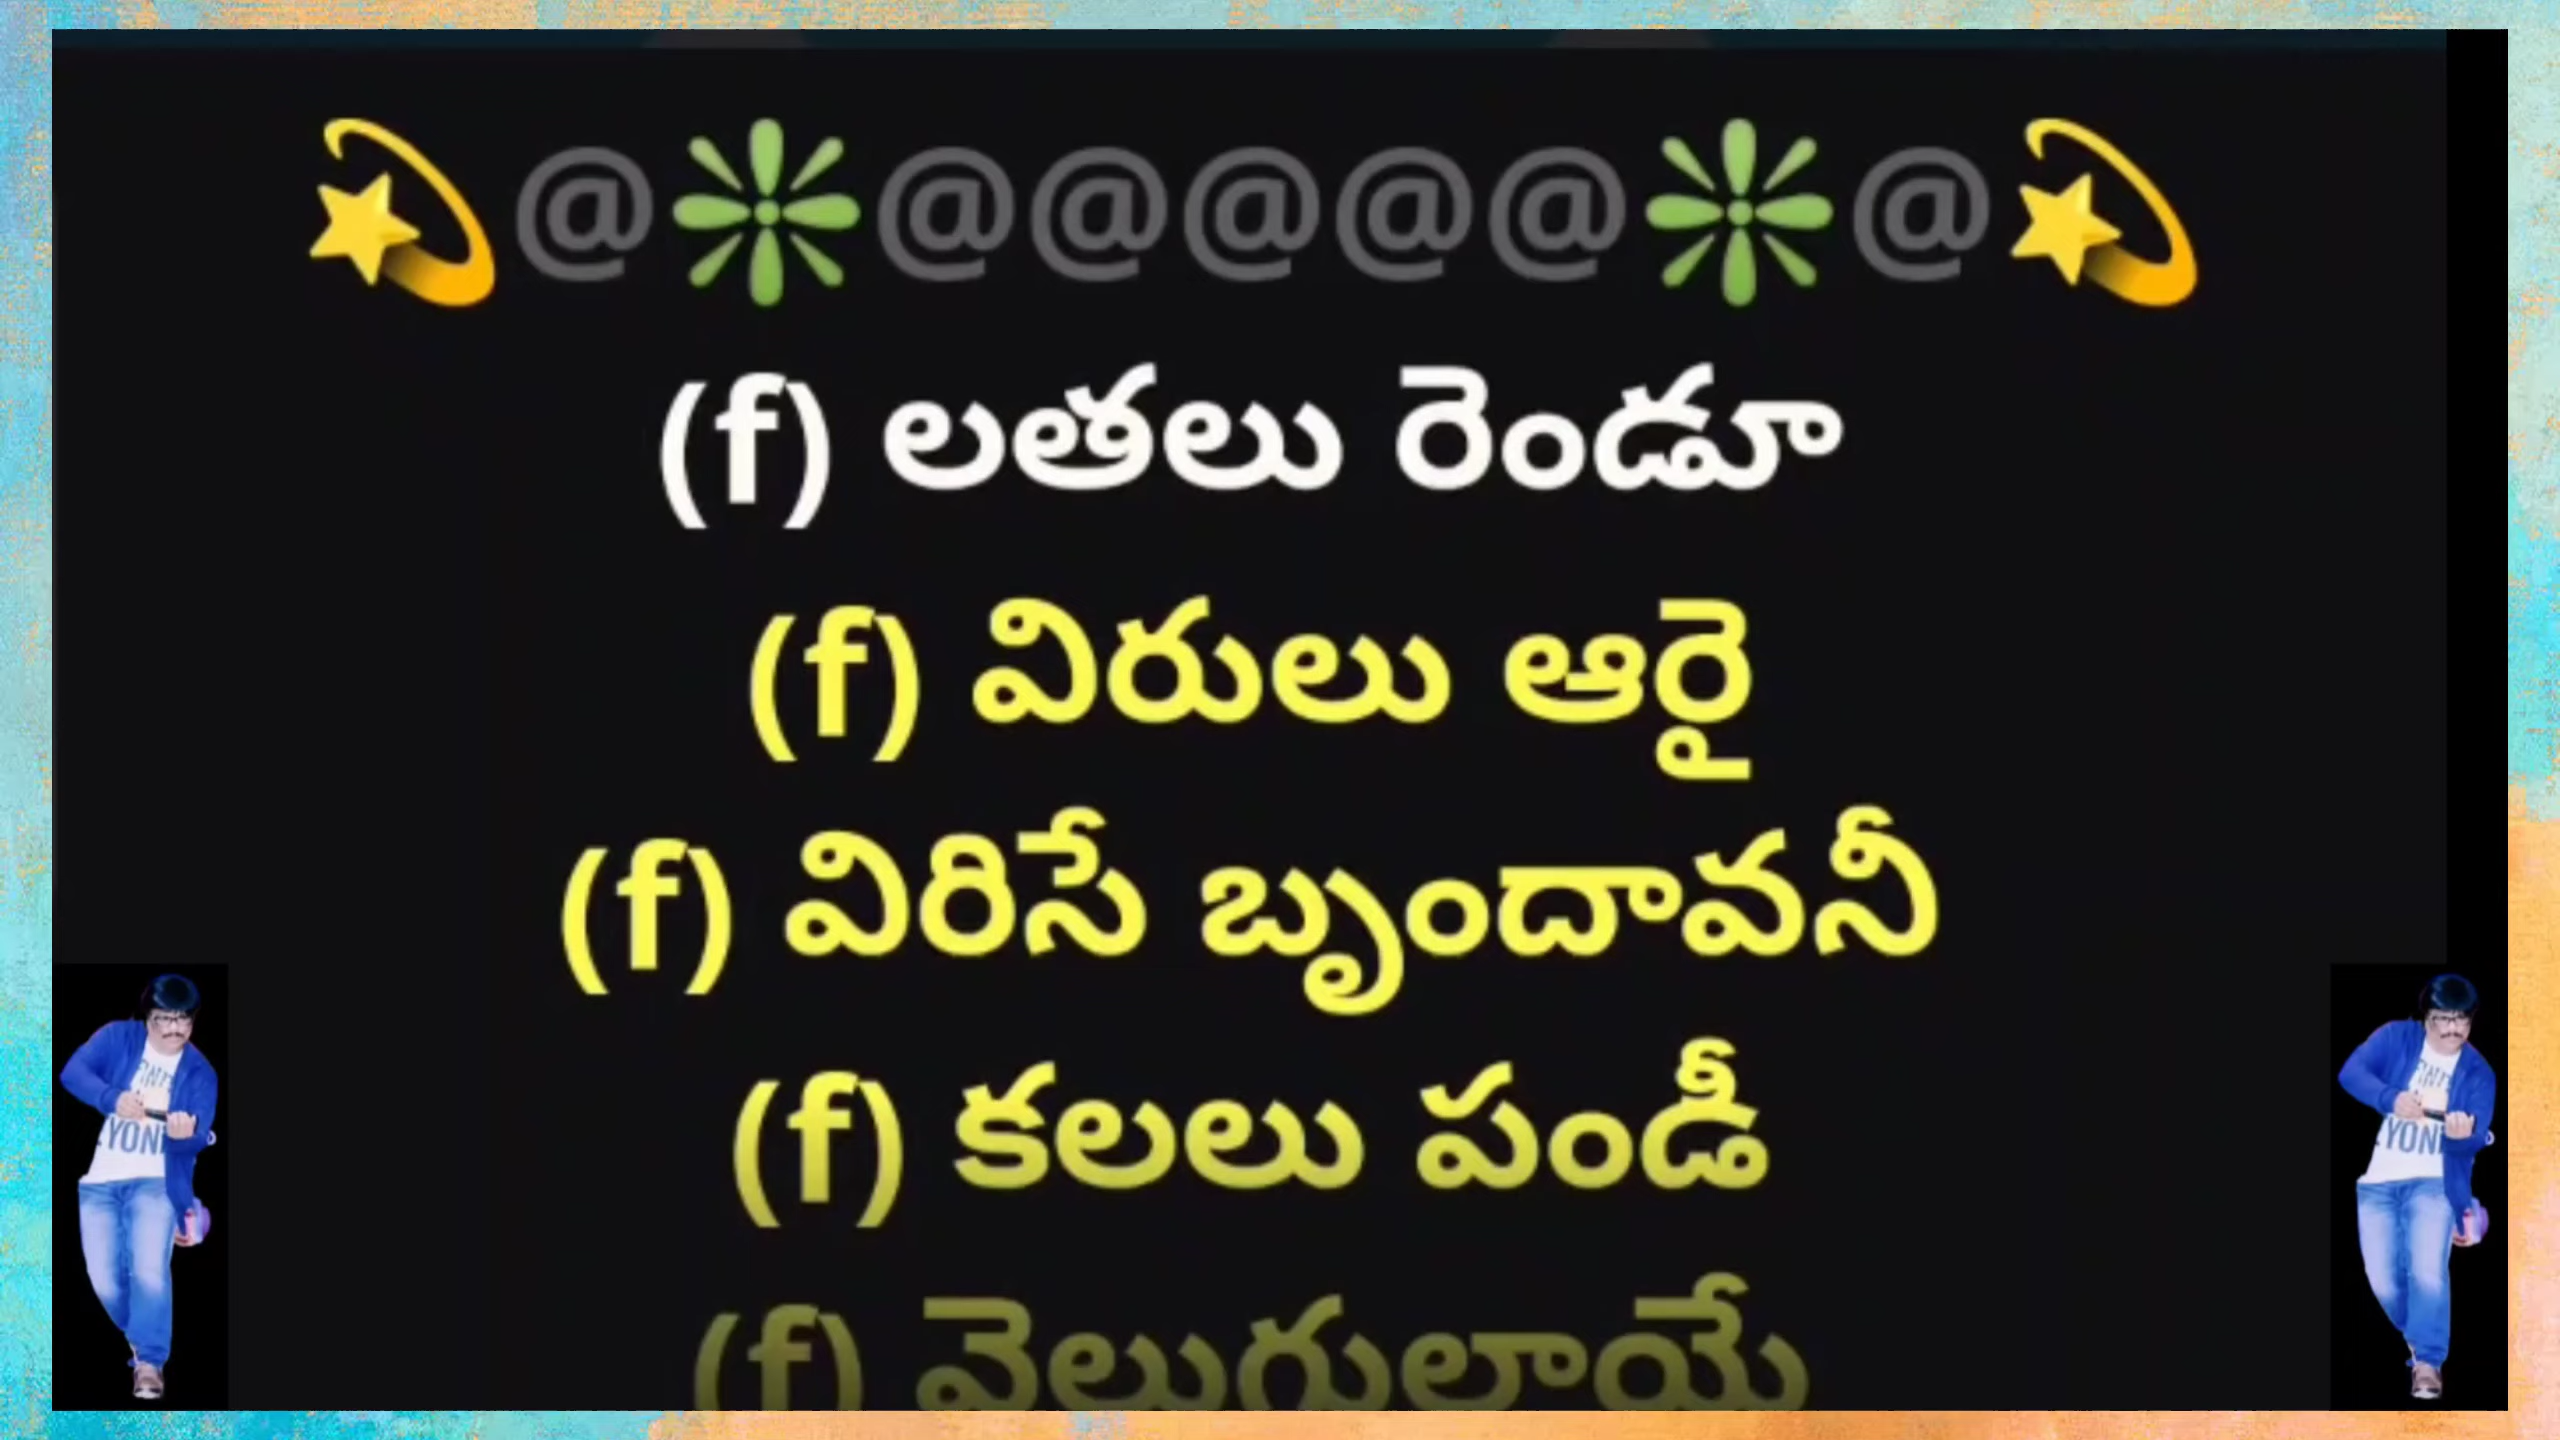 💫@❇@@@@@❇@💫
(f) లతలు రెండూ
(f) విరులు ఆరై
(f) విరిసే బృందావనీ
(f) కలలు పండీ
(f) వెలుగులాయే